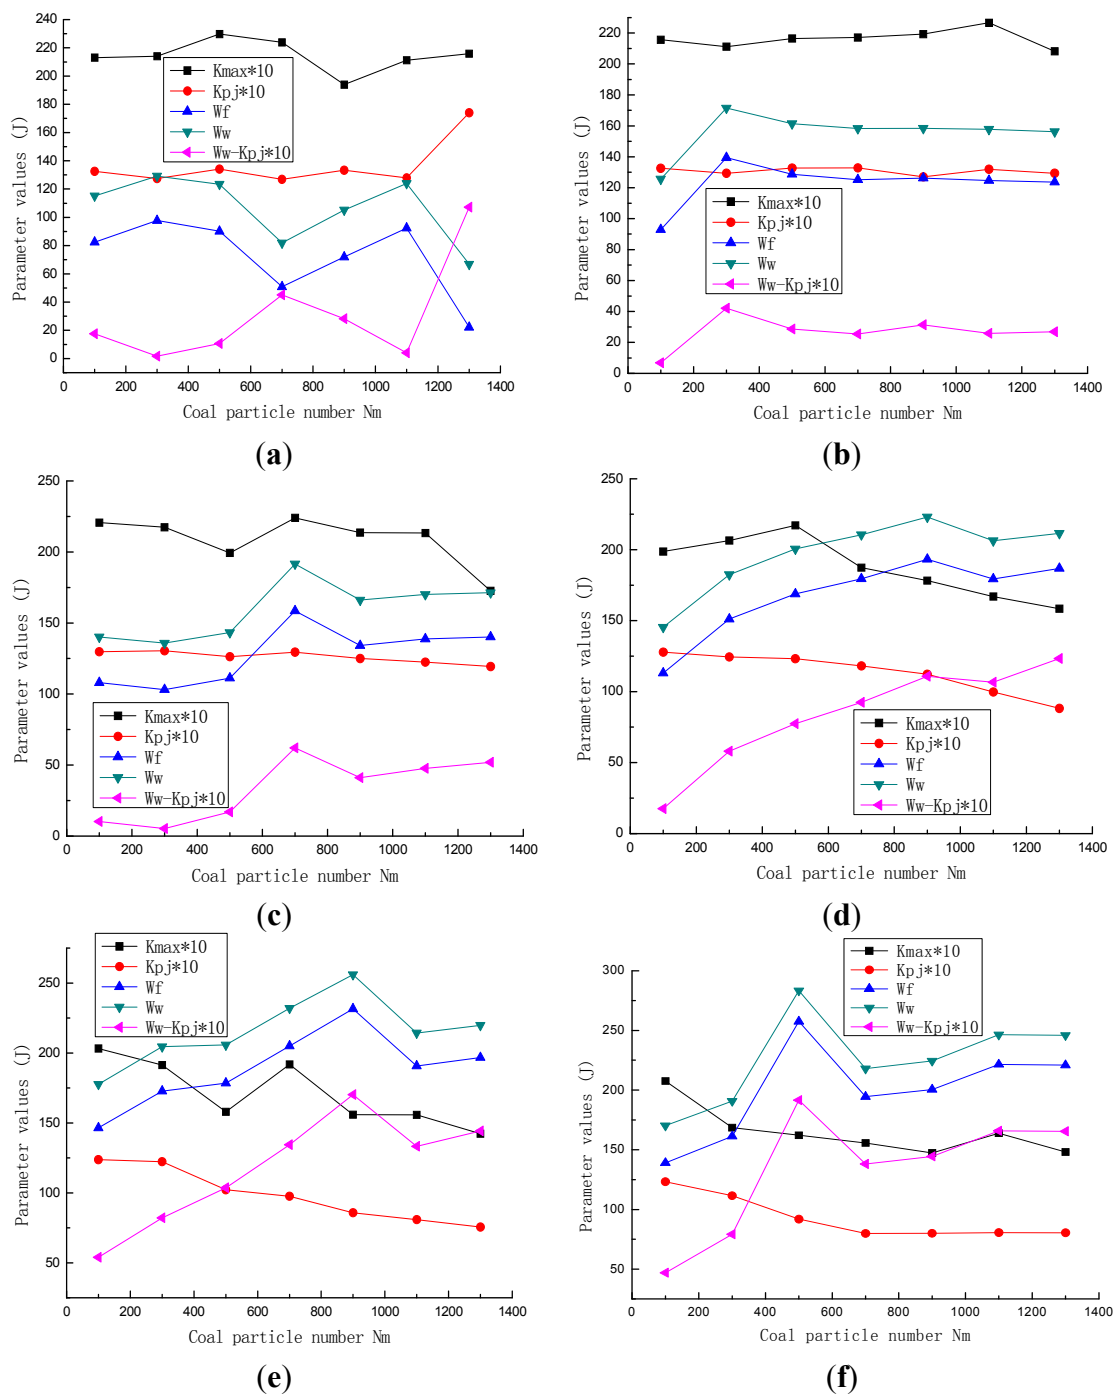 240
220
200
180
160
140
120
100
80
60
40
20
0
Parameter values (J)
Kmax*10
Kpj*10
Wf
Ww
Ww-Kpj*10
0 200 400 600 800 1000 1200 1400
Coal particle number Nm
(a)
220
200
180
160
140
120
100
80
60
40
20
0
Parameter values (J)
Kmax*10
Kpj*10
Wf
Ww
Ww-Kpj*10
0 200 400 600 800 1000 1200 1400
Coal particle number Nm
(b)
250
200
150
100
50
0
Parameter values (J)
Kmax*10
Kpj*10
Wf
Ww
Ww-Kpj*10
0 200 400 600 800 1000 1200 1400
Coal particle number Nm
(c)
250
200
150
100
50
0
Parameter values (J)
Kmax*10
Kpj*10
Wf
Ww
Ww-Kpj*10
0 200 400 600 800 1000 1200 1400
Coal particle number Nm
(d)
Kmax*10
Kpj*10
Wf
Ww
Ww-Kpj*10
250
200
150
100
50
Parameter values (J)
0 200 400 600 800 1000 1200 1400
Coal particle number Nm
(e)
Kmax*10
Kpj*10
Wf
Ww
Ww-Kpj*10
300
250
200
150
100
50
Parameter values (J)
0 200 400 600 800 1000 1200 1400
Coal particle number Nm
(f)